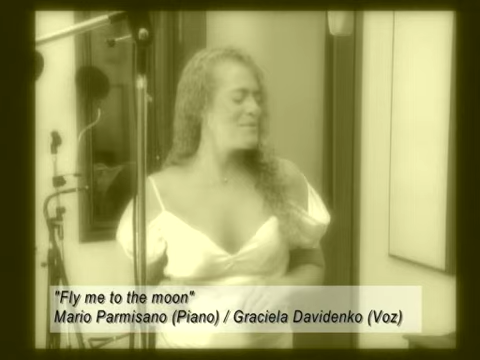 "Fly me to the moon"
Mario Parmisano (Piano) / Graciela Davidenko (Voz)